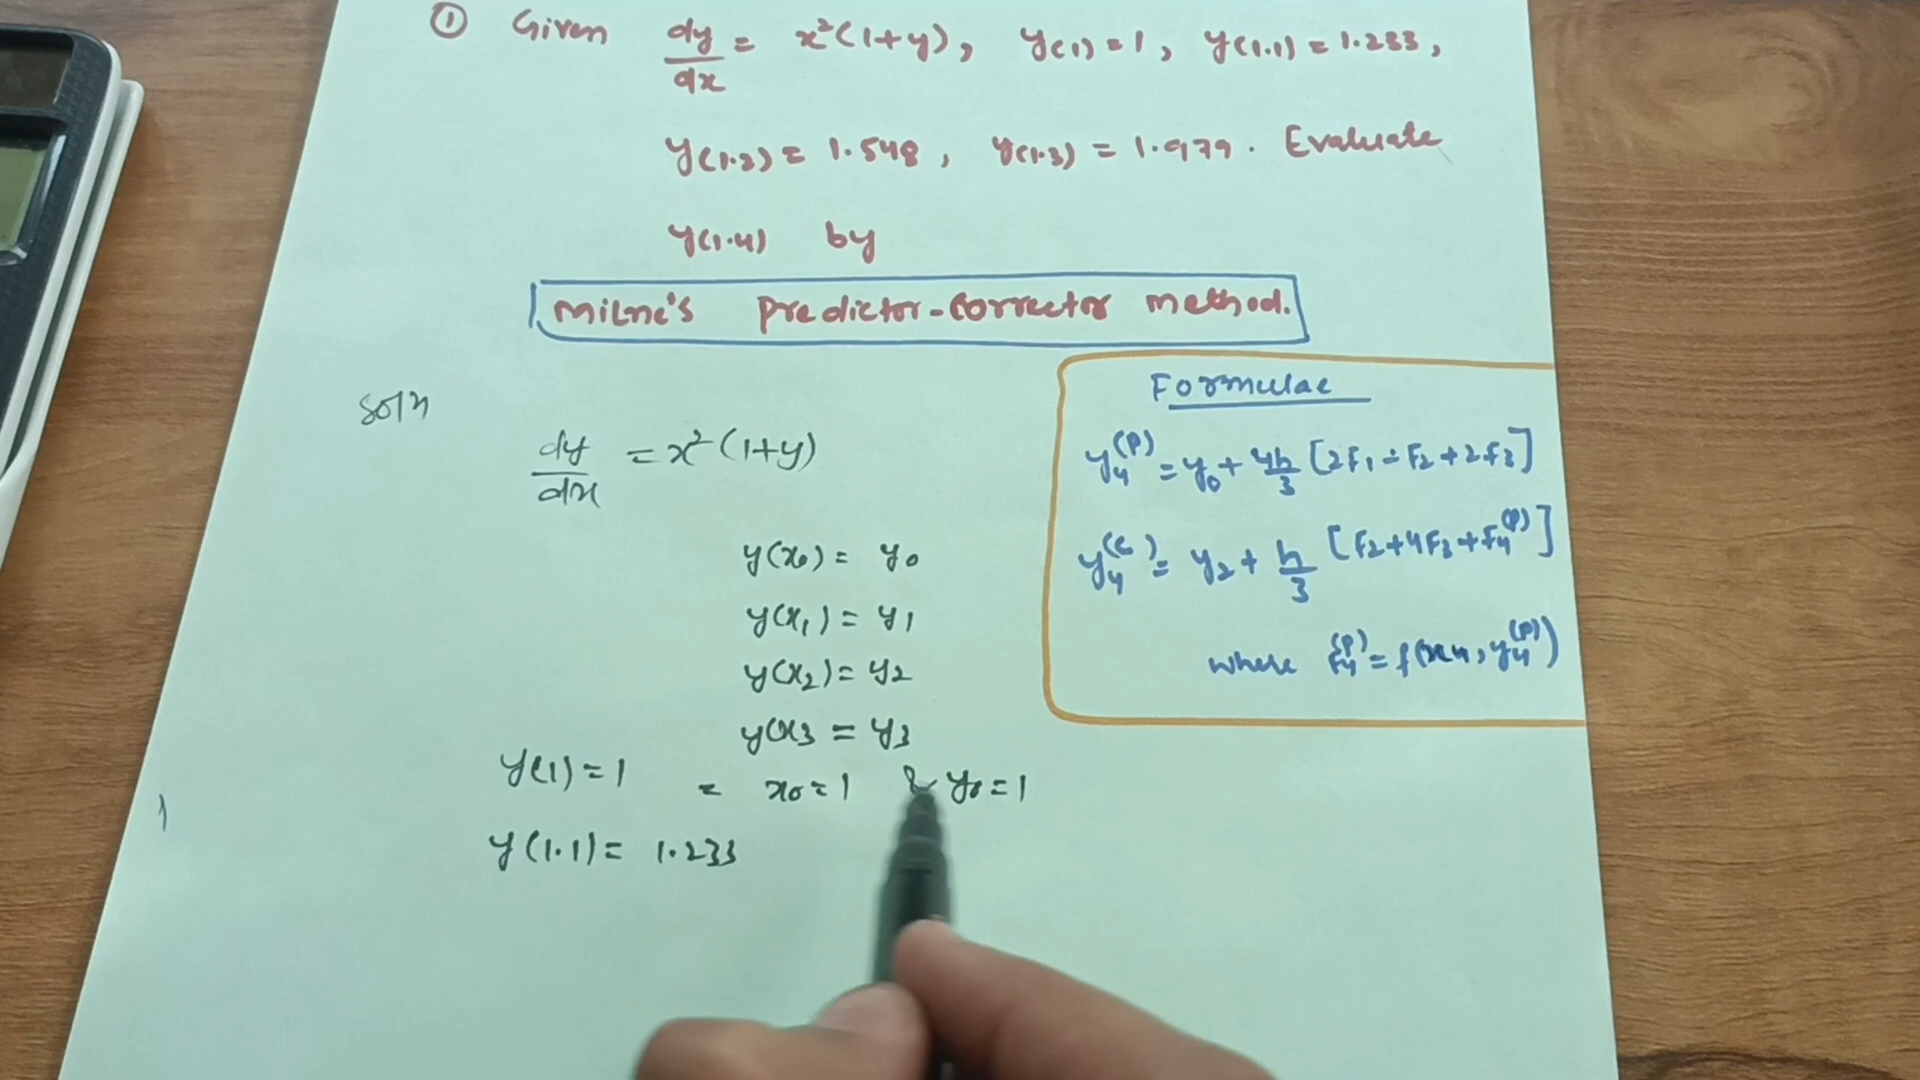 ① Given dy/dx = x²(1+y), y(1) = 1, y(1.1) = 1.233,
y(1.2) = 1.548, y(1.3) = 1.979. Evaluate
y(1.4) by
Milne's Predictor-Corrector method.
Soln
dy/dx = x²(1+y)
y(x₀) = y₀
y(x₁) = y₁
y(x₂) = y₂
y(x₃ = y₃
y(1) = 1 = x₀ = 1 & y₀ = 1
y(1.1) = 1.233
1
Formulae
y₄⁽ᴾ⁾ = y₀ + 4h/3 [2F₁ - F₂ + 2F₃]
y₄⁽ᶜ⁾ = y₂ + h/3 [F₂ + 4F₃ + F₄⁽ᴾ⁾]
where F₄⁽ᴾ⁾ = f(x₄, y₄⁽ᴾ⁾)